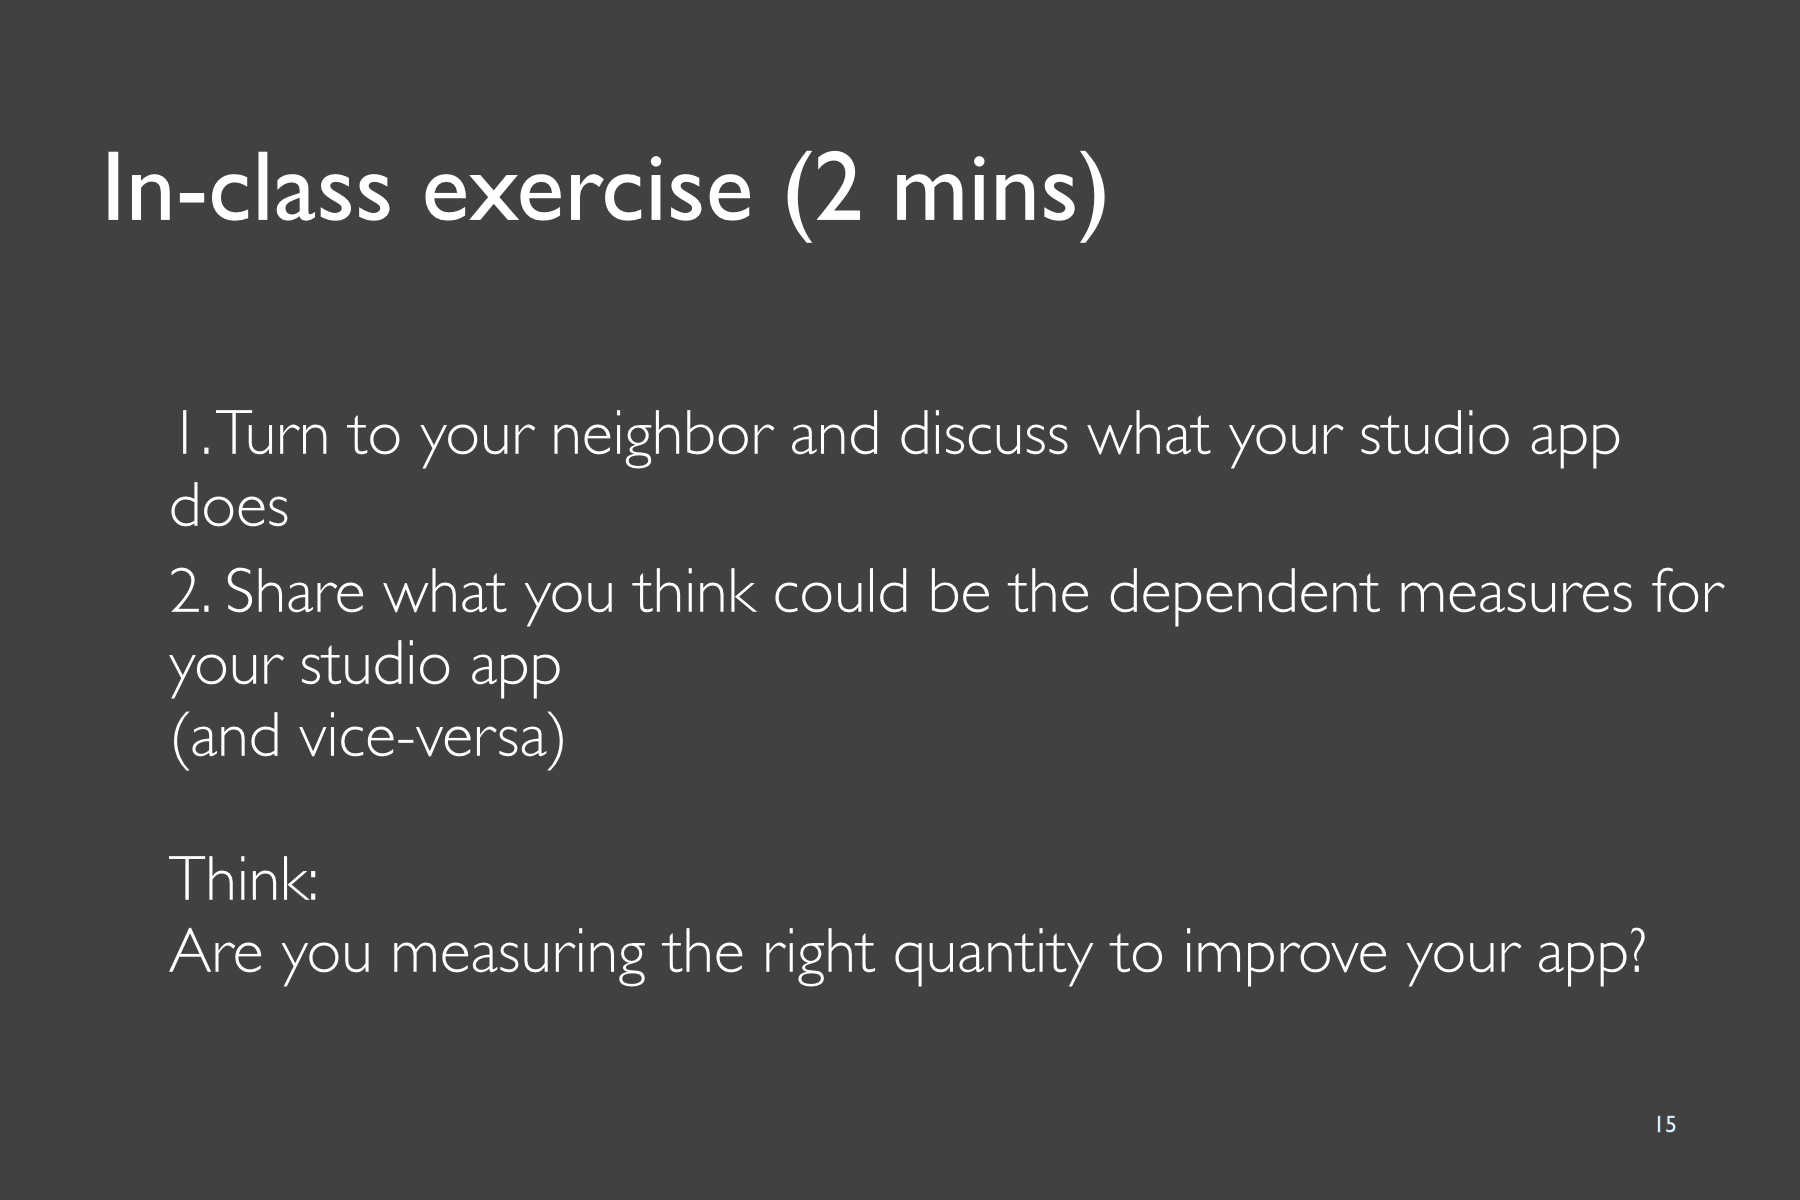 In-class exercise (2 mins)
1. Turn to your neighbor and discuss what your studio app
does
2. Share what you think could be the dependent measures for
your studio app
(and vice-versa)
Think:
Are you measuring the right quantity to improve your app?
15